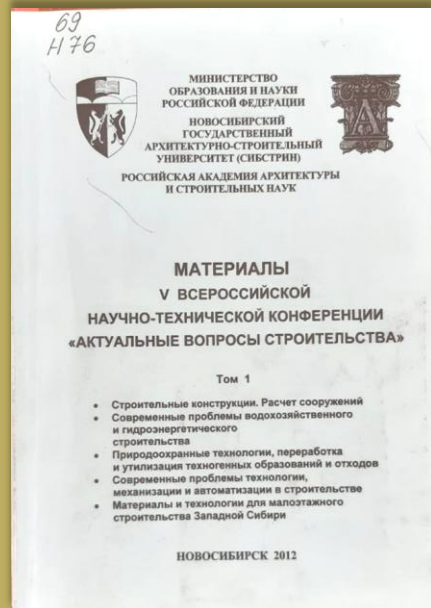 69
Н76
МИНИСТЕРСТВО
ОБРАЗОВАНИЯ И НАУКИ
РОССИЙСКОЙ ФЕДЕРАЦИИ
НОВОСИБИРСКИЙ
ГОСУДАРСТВЕННЫЙ
АРХИТЕКТУРНО-СТРОИТЕЛЬНЫЙ
УНИВЕРСИТЕТ (СИБСТРИН)
РОССИЙСКАЯ АКАДЕМИЯ АРХИТЕКТУРЫ
И СТРОИТЕЛЬНЫХ НАУК
МАТЕРИАЛЫ
V ВСЕРОССИЙСКОЙ
НАУЧНО-ТЕХНИЧЕСКОЙ КОНФЕРЕНЦИИ
«АКТУАЛЬНЫЕ ВОПРОСЫ СТРОИТЕЛЬСТВА»
Том 1
• Строительные конструкции. Расчет сооружений
• Современные проблемы водохозяйственного
и гидроэнергетического
строительства
• Природоохранные технологии, переработка
и утилизация техногенных образований и отходов
• Современные проблемы технологии,
механизации и автоматизации в строительстве
• Материалы и технологии для малоэтажного
строительства Западной Сибири
НОВОСИБИРСК 2012